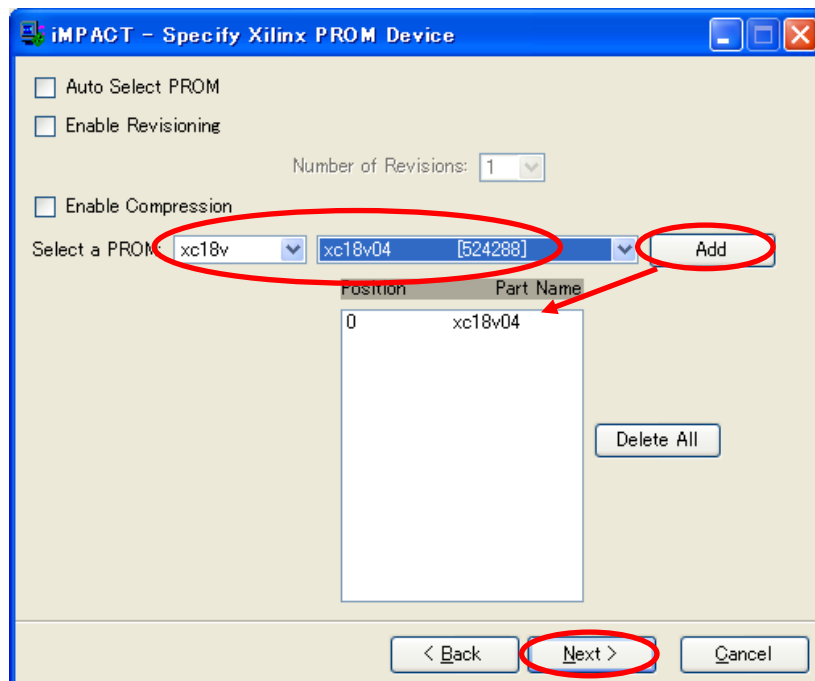 iMPACT - Specify Xilinx PROM Device
Auto Select PROM
Enable Revisioning
Number of Revisions: 1
Enable Compression
Select a PROM: xc18v xc18v04 [524288] Add
Position Part Name
0 xc18v04
Delete All
< Back Next > Cancel